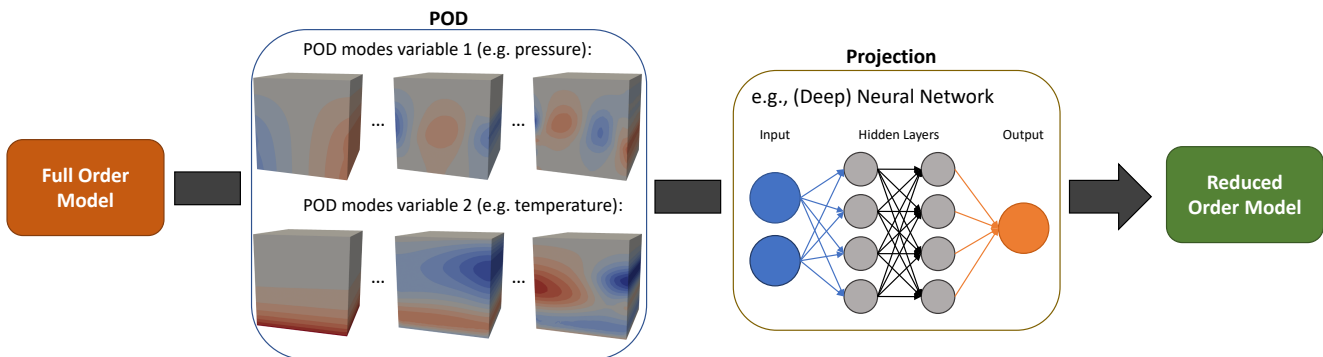 POD
POD modes variable 1 (e.g. pressure):
... ...
POD modes variable 2 (e.g. temperature):
... ...
Full Order
Model
Projection
e.g., (Deep) Neural Network
Input Hidden Layers Output
Reduced
Order Model